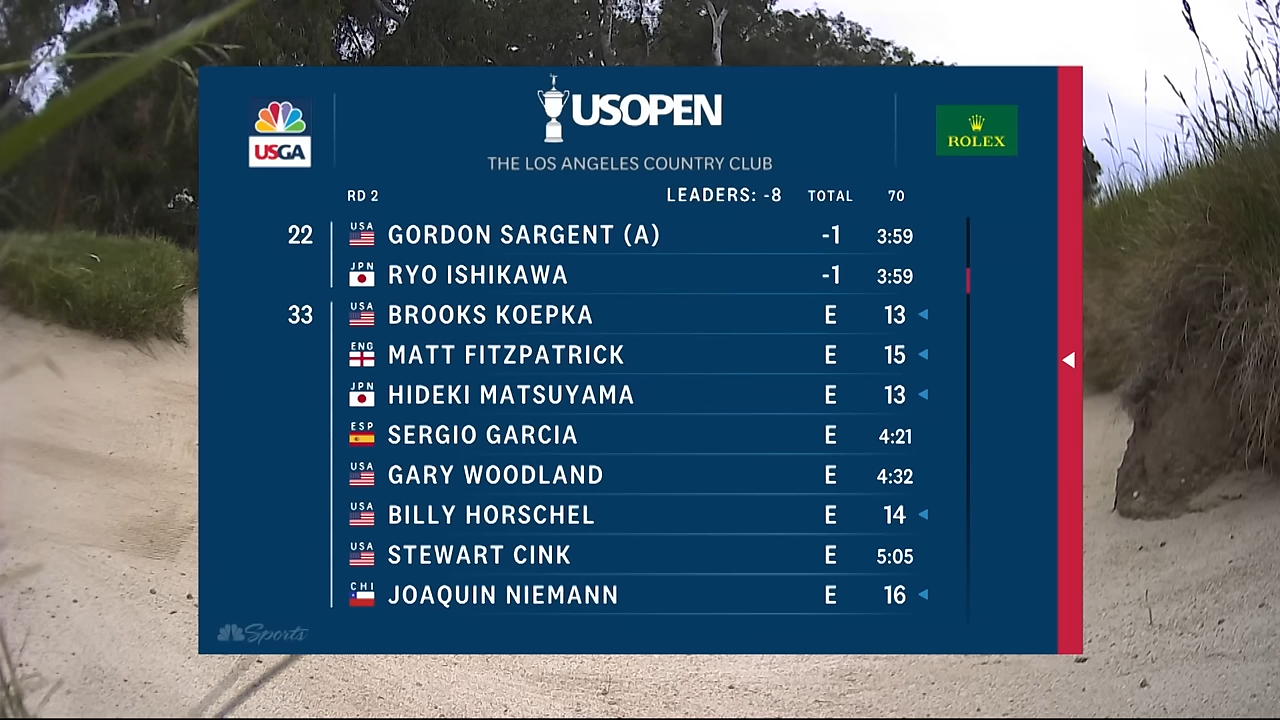 USGA
USOPEN
ROLEX
THE LOS ANGELES COUNTRY CLUB
RD 2 LEADERS: -8 TOTAL 70
22 USA GORDON SARGENT (A) -1 3:59
JPN RYO ISHIKAWA -1 3:59
33 USA BROOKS KOEPKA E 13
ENG MATT FITZPATRICK E 15
JPN HIDEKI MATSUYAMA E 13
ESP SERGIO GARCIA E 4:21
USA GARY WOODLAND E 4:32
USA BILLY HORSCHEL E 14
USA STEWART CINK E 5:05
CHI JOAQUIN NIEMANN E 16
Sports